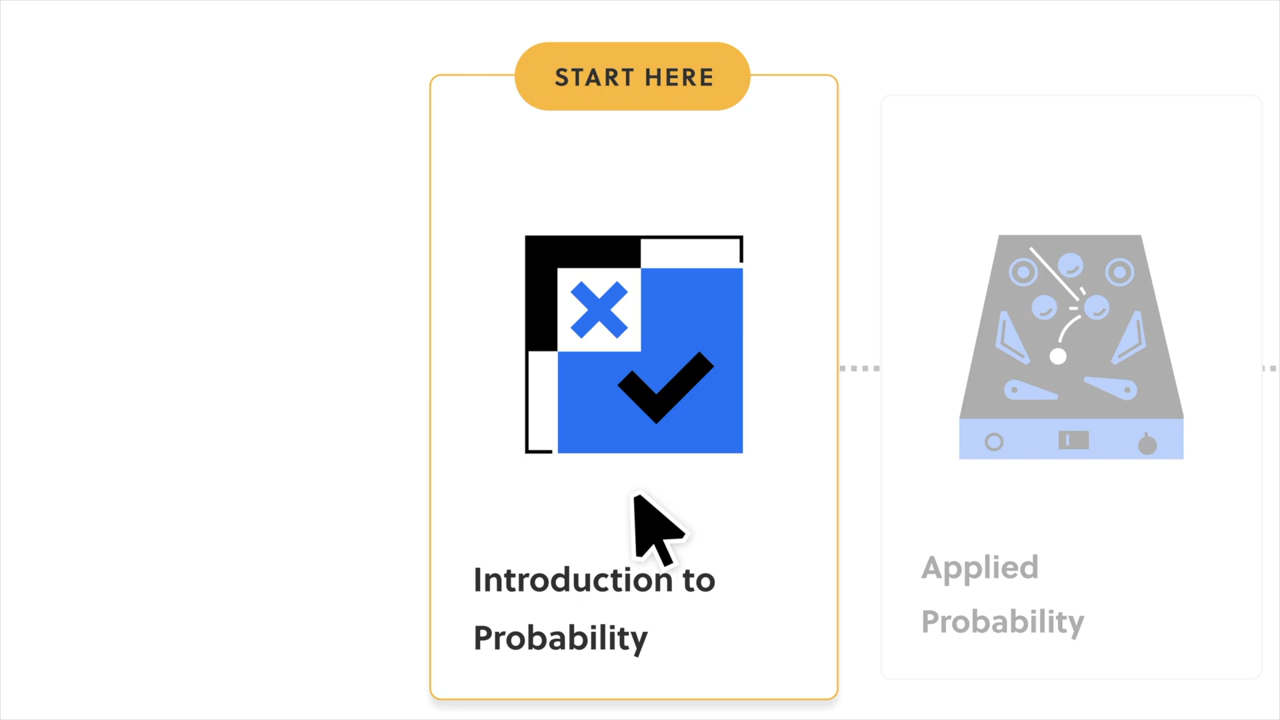 START HERE
Introduction to
Probability
Applied
Probability